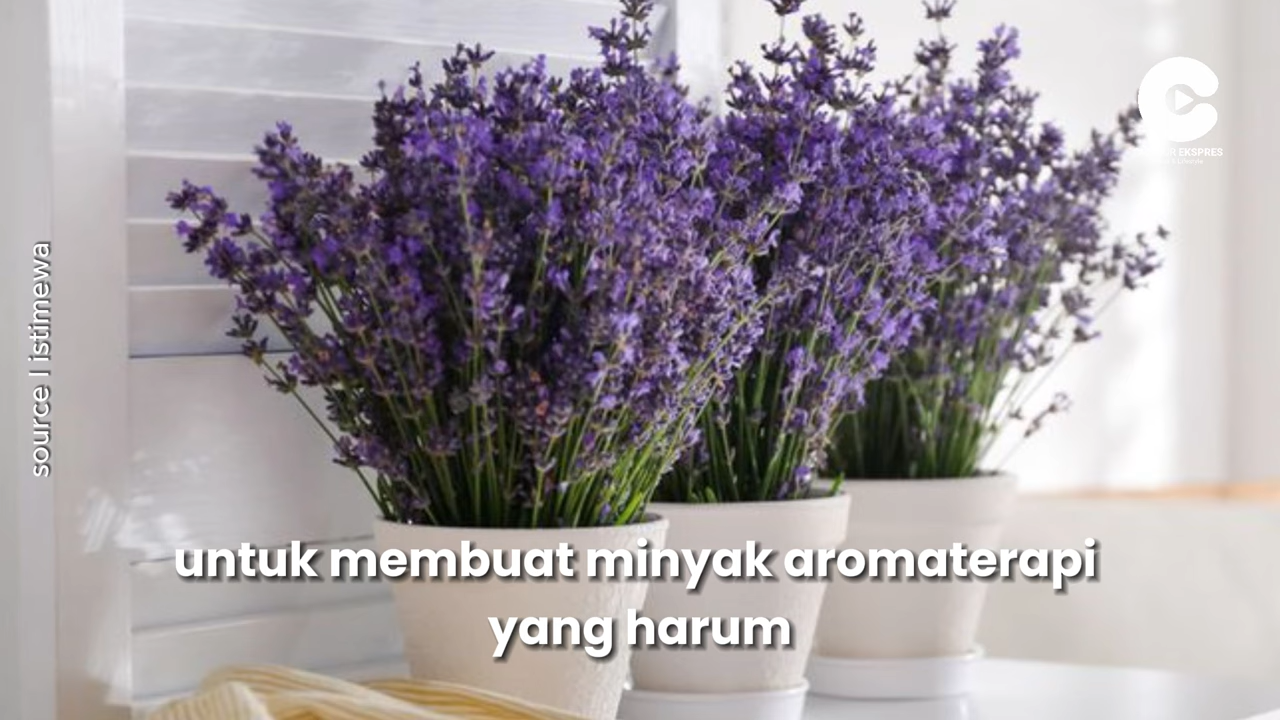 source | istimewa
EKSPRES
untuk membuat minyak aromaterapi
yang harum